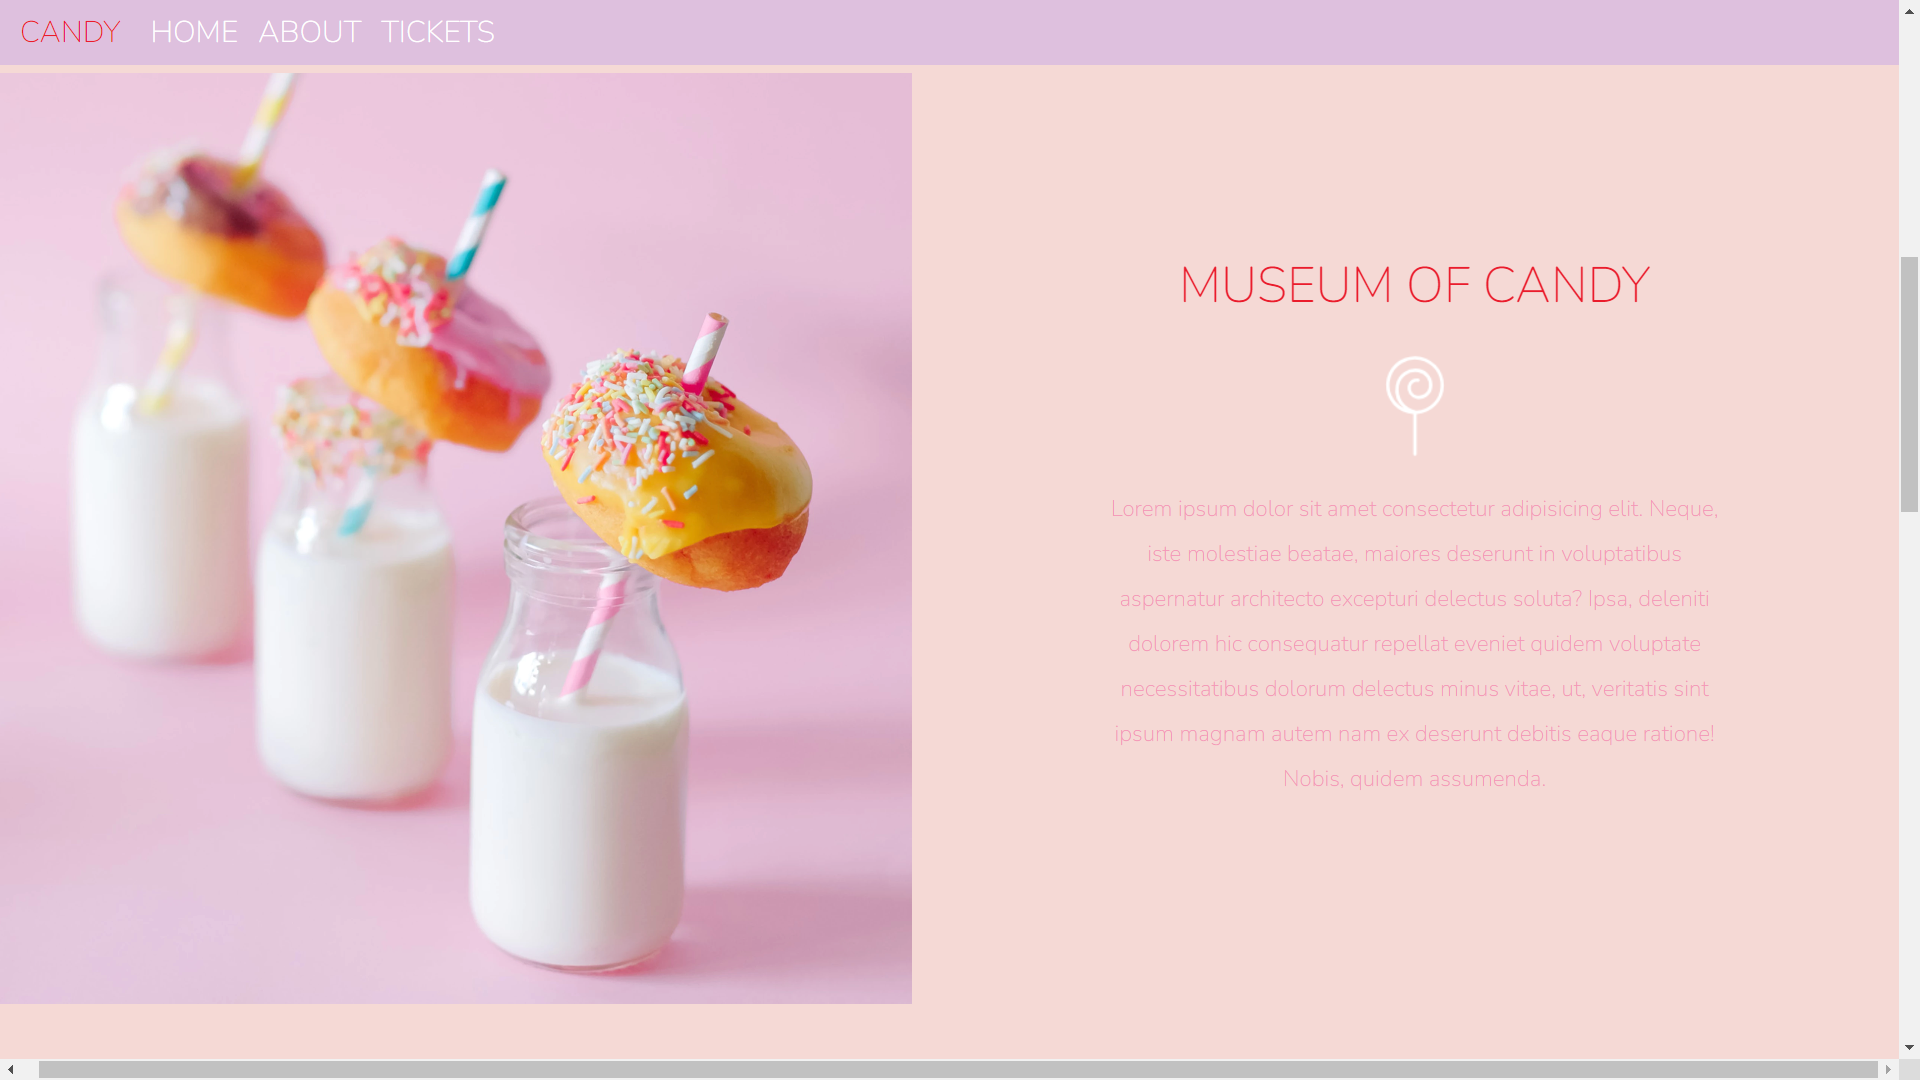 CANDY HOME ABOUT TICKETS
MUSEUM OF CANDY
Lorem ipsum dolor sit amet consectetur adipisicing elit. Neque,
iste molestiae beatae, maiores deserunt in voluptatibus
aspernatur architecto excepturi delectus soluta? Ipsa, deleniti
dolorem hic consequatur repellat eveniet quidem voluptate
necessitatibus dolorum delectus minus vitae, ut, veritatis sint
ipsum magnam autem nam ex deserunt debitis eaque ratione!
Nobis, quidem assumenda.